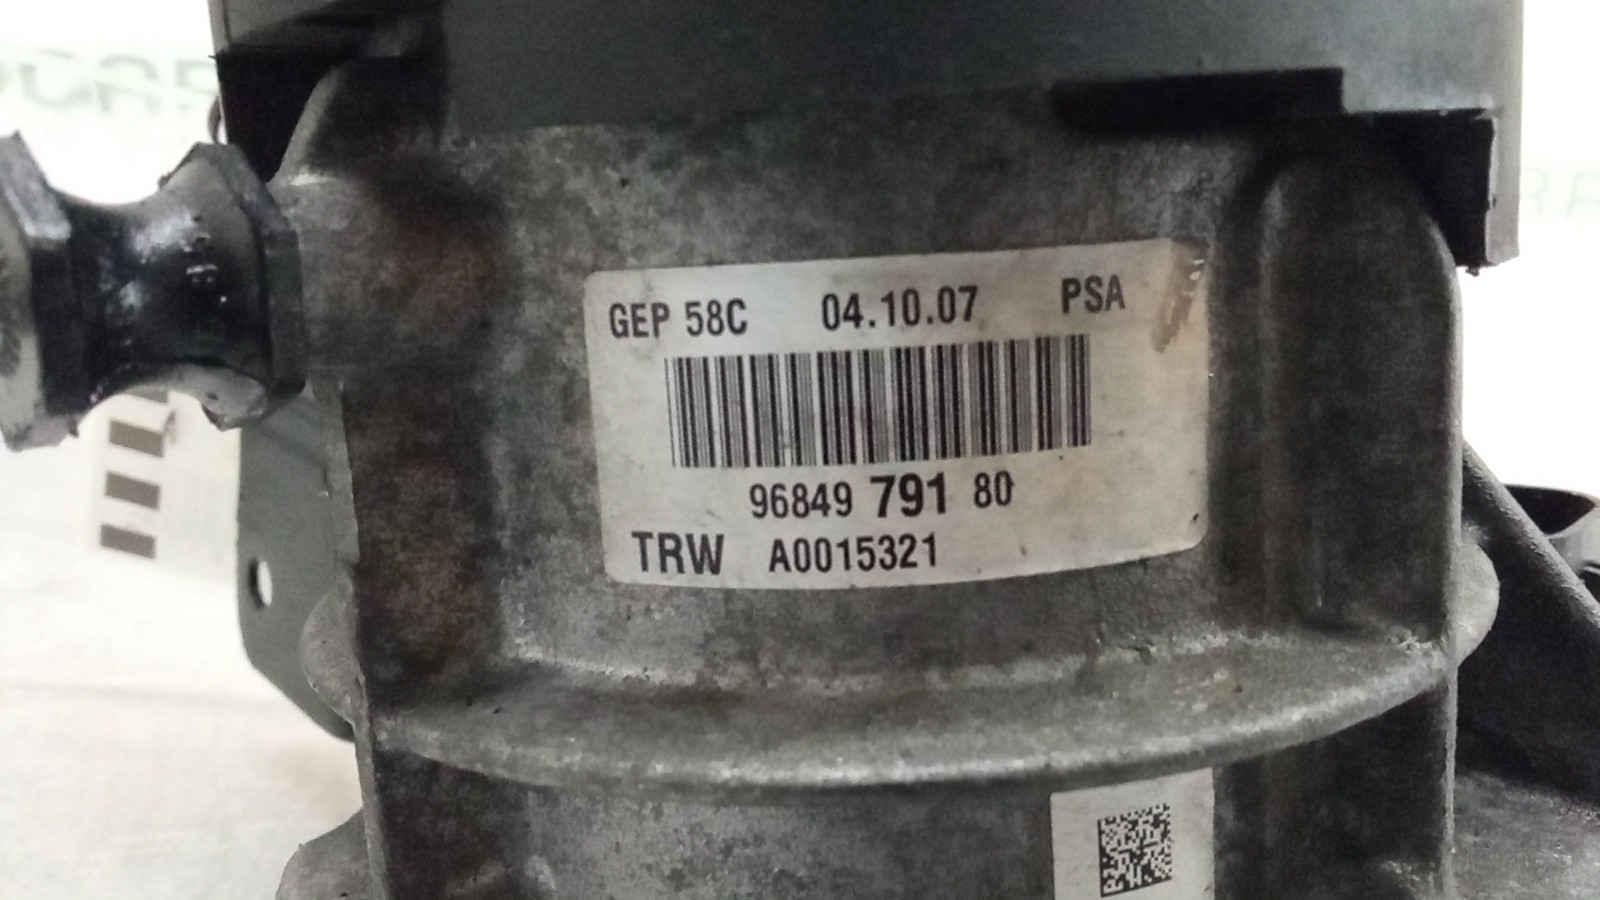 GEP 58C 04.10.07 PSA
96849 791 80
TRW A0015321